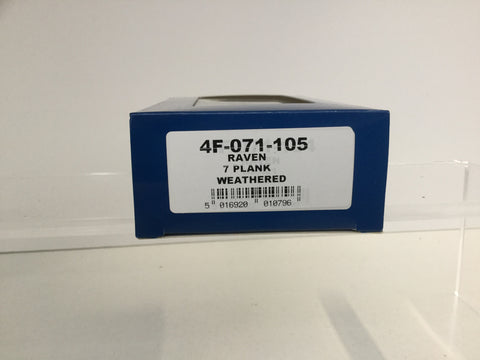 4F-071-105
RAVEN
7 PLANK
WEATHERED
5 016920 010796